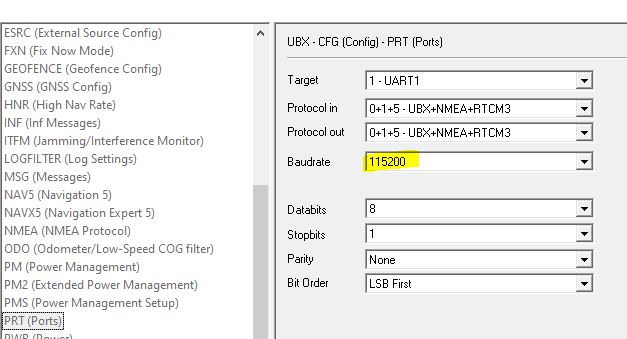 ESRC (External Source Config)
FXN (Fix Now Mode)
GEOFENCE (Geofence Config)
GNSS (GNSS Config)
HNR (High Nav Rate)
INF (Inf Messages)
ITFM (Jamming/Interference Monitor)
LOGFILTER (Log Settings)
MSG (Messages)
NAV5 (Navigation 5)
NAVX5 (Navigation Expert 5)
NMEA (NMEA Protocol)
ODO (Odometer/Low-Speed COG filter)
PM (Power Management)
PM2 (Extended Power Management)
PMS (Power Management Setup)
PRT (Ports)
PWR (Power)
UBX - CFG (Config) - PRT (Ports)
Target 1 - UART1
Protocol in 0+1+5 - UBX+NMEA+RTCM3
Protocol out 0+1+5 - UBX+NMEA+RTCM3
Baudrate 115200
Databits 8
Stopbits 1
Parity None
Bit Order LSB First